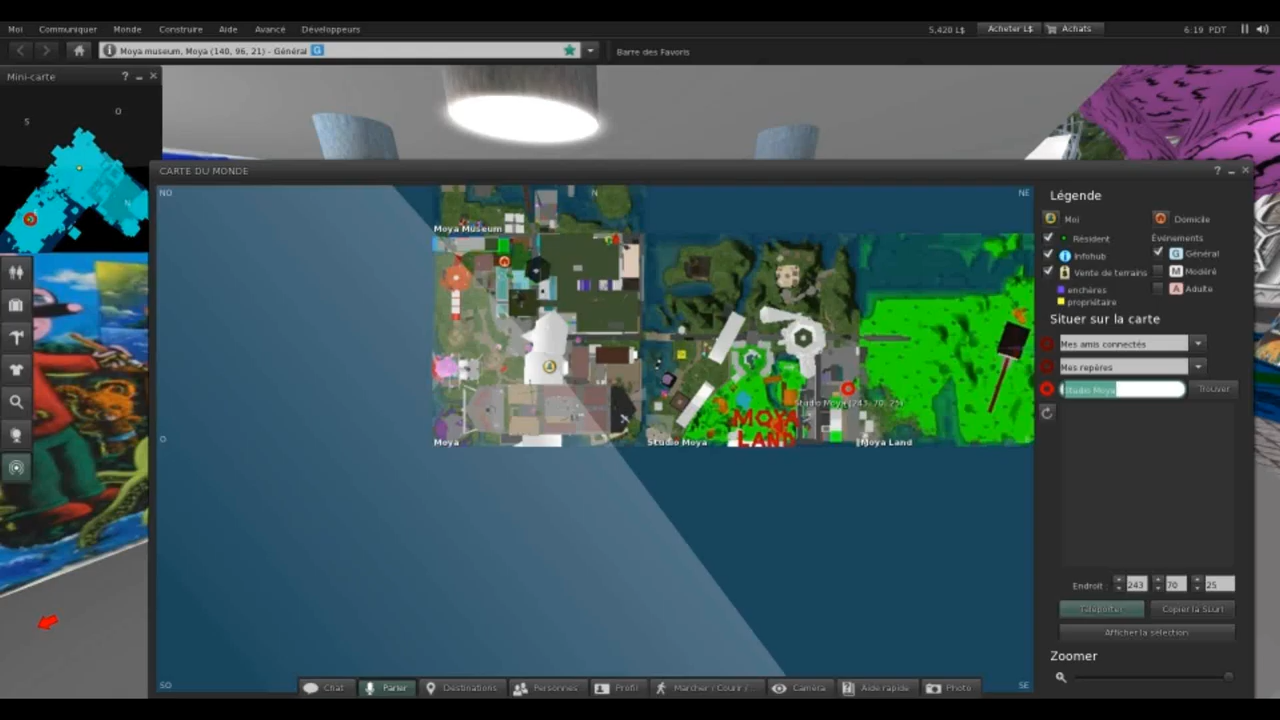 Moi Communiquer Monde Construire Aide Avancé Développeurs 5,420 L$ Acheter L$ Achats 6:19 PDT
Moya museum, Moya (140, 96, 21) - Général G Barre des Favoris
Mini-carte ? _ ×
O
S
N
CARTE DU MONDE ? _ ×
NO N NE
Moya Museum
Studio Moya (243, 70, 25)
MOYA
LAND
Moya Studio Moya Moya Land
O
SO SE
Légende
Moi Domicile
Résident Événements
Infohub G Général
Vente de terrains M Modéré
enchères A Adulte
propriétaire
Situer sur la carte
Mes amis connectés
Mes repères
Studio Moya Trouver
Endroit : 243 70 25
Téléporter Copier la SLurl
Afficher la sélection
Zoomer
Chat Parler Destinations Personnes Profil Marcher / Courir / ... Caméra Aide rapide Photo